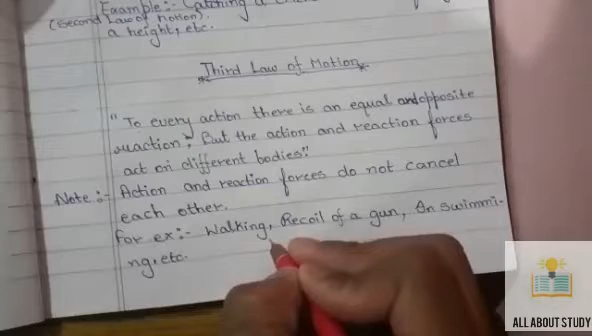 Example:- Catching a
(Second Law of Motion).
a height, etc.
Third Law of Motion
"To every action there is an equal and opposite
reaction, But the action and reaction forces
act on different bodies".
Note:- Action and reaction forces do not cancel
each other.
For ex:- Walking, Recoil of a gun, In swimmi-
ng, etc.
ALL ABOUT STUDY